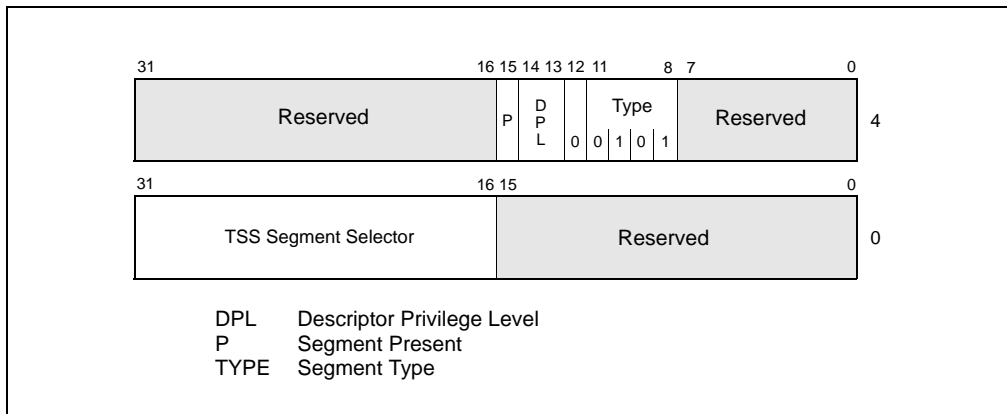 31 16 15 14 13 12 11 8 7 0
Reserved P DPL 0 Type 0 1 0 1 Reserved 4
31 16 15 0
TSS Segment Selector Reserved 0
DPL Descriptor Privilege Level
P Segment Present
TYPE Segment Type